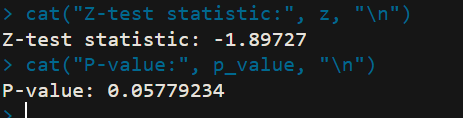 > cat("Z-test statistic:", z, "\n")
Z-test statistic: -1.89727
> cat("P-value:", p_value, "\n")
P-value: 0.05779234
>